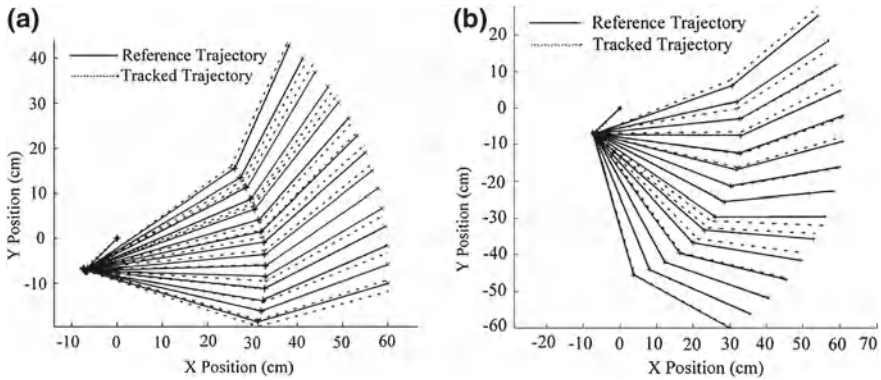 (a)
Reference Trajectory
Tracked Trajectory
40
30
20
10
0
-10
Y Position (cm)
-10 0 10 20 30 40 50 60
X Position (cm)
(b)
Reference Trajectory
Tracked Trajectory
20
10
0
-10
-20
-30
-40
-50
-60
Y Position (cm)
-20 -10 0 10 20 30 40 50 60 70
X Position (cm)